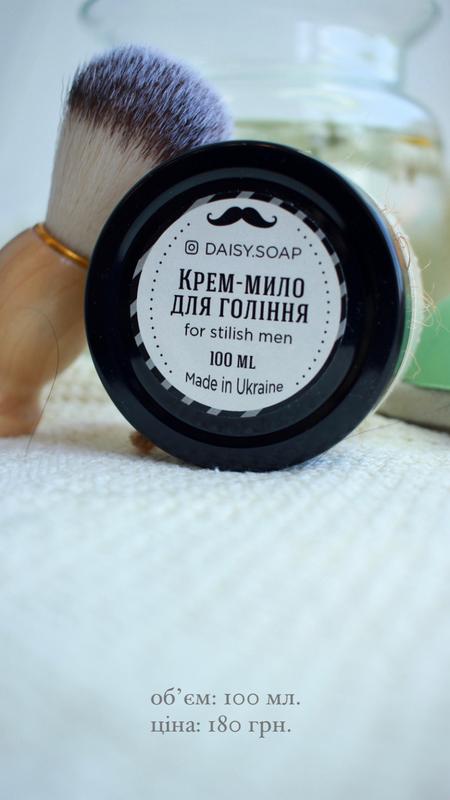 DAISY.SOAP
Крем-мило
для гоління
for stilish men
100 ML
Made in Ukraine
об'єм: 100 мл.
ціна: 180 грн.